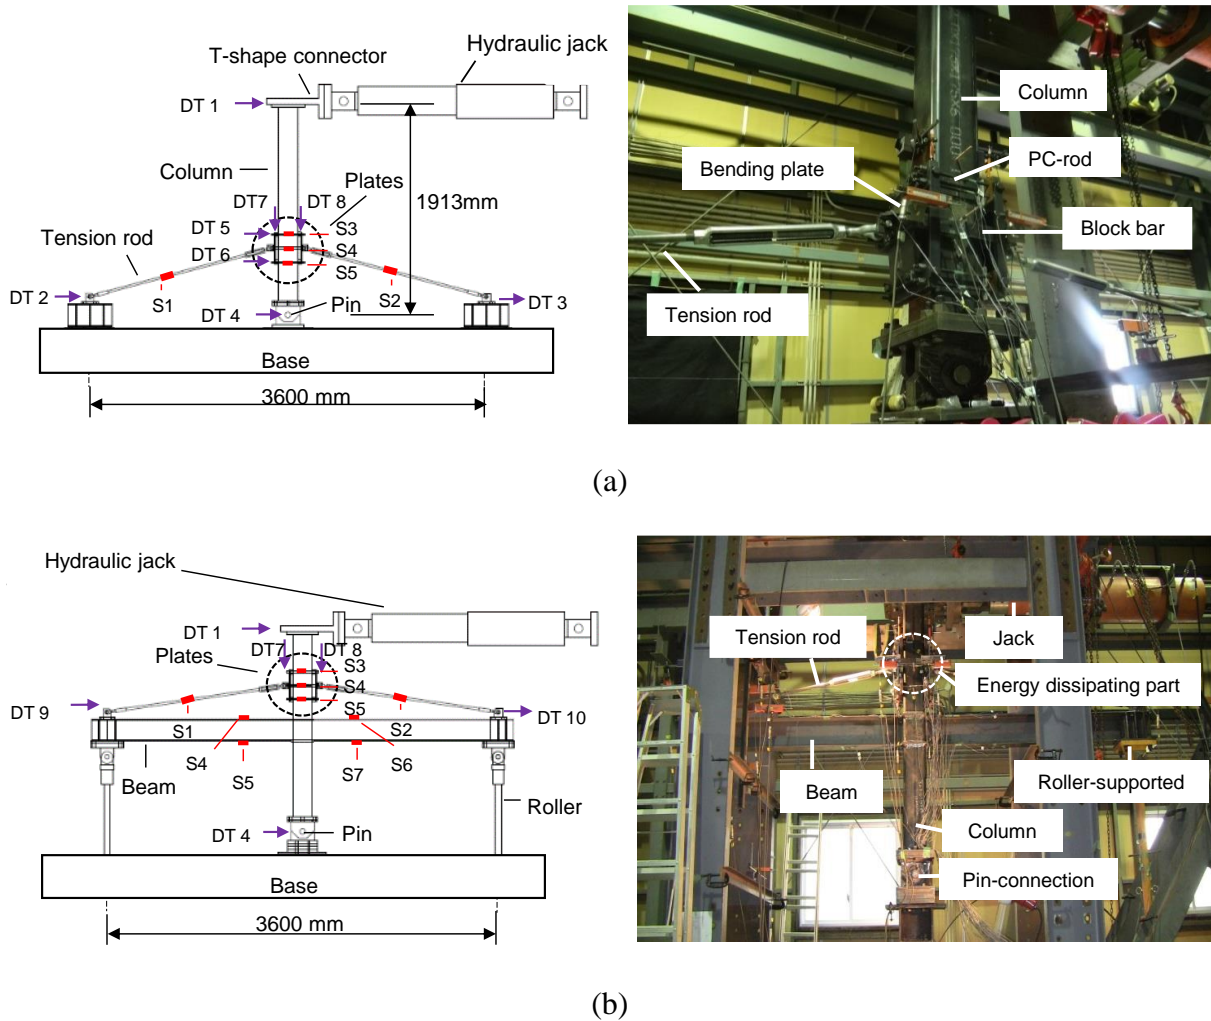 Hydraulic jack
T-shape connector
DT 1
Column
Plates
DT7
DT 8
1913mm
DT 5
S3
S4
DT 6
S5
Tension rod
DT 2
S1
S2
DT 3
DT 4
Pin
Base
3600 mm
Column
PC-rod
Bending plate
Block bar
Tension rod
(a)
Hydraulic jack
DT 1
DT7
DT 8
Plates
S3
S4
S5
DT 9
DT 10
S1
S2
S4
S5
S7
S6
Beam
Roller
DT 4
Pin
Base
3600 mm
Tension rod
Jack
Energy dissipating part
Beam
Roller-supported
Column
Pin-connection
(b)